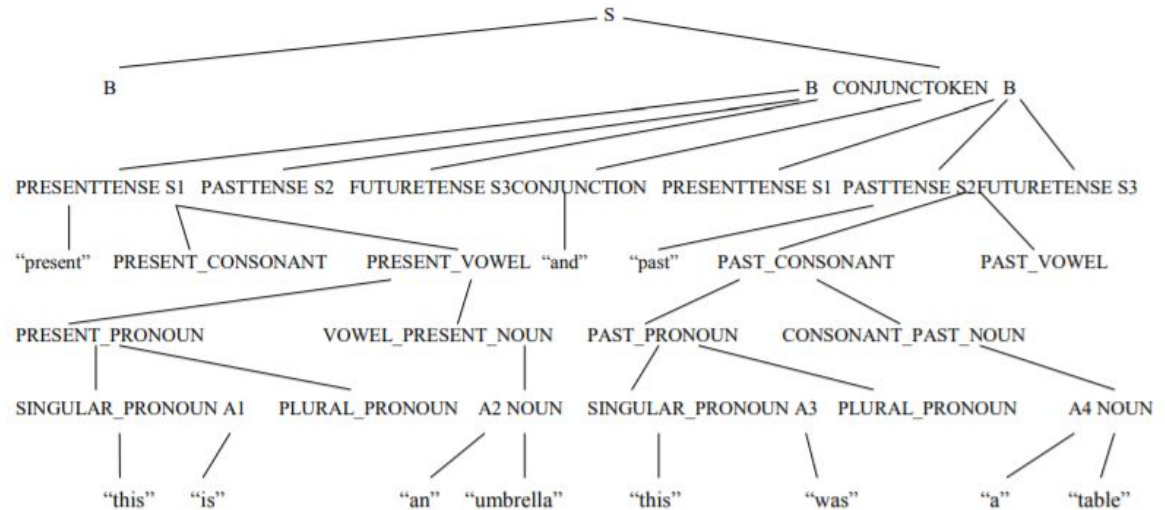 S
B B CONJUNCTOKEN B
PRESENTTENSE S1 PASTTENSE S2 FUTURETENSE S3CONJUNCTION PRESENTTENSE S1 PASTTENSE S2FUTURETENSE S3
“present” PRESENT_CONSONANT PRESENT_VOWEL “and” “past” PAST_CONSONANT PAST_VOWEL
PRESENT_PRONOUN VOWEL_PRESENT_NOUN PAST_PRONOUN CONSONANT_PAST_NOUN
SINGULAR_PRONOUN A1 PLURAL_PRONOUN A2 NOUN SINGULAR_PRONOUN A3 PLURAL_PRONOUN A4 NOUN
“this” “is” “an” “umbrella” “this” “was” “a” “table”